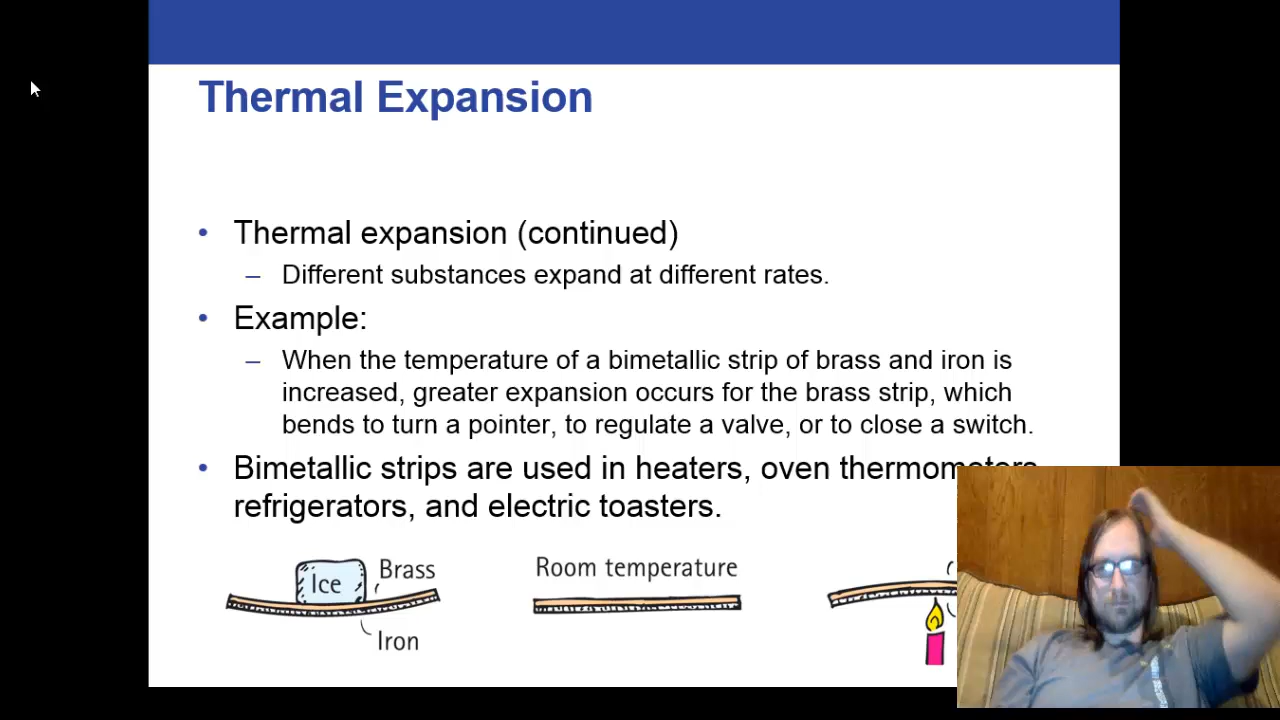 Thermal Expansion
• Thermal expansion (continued)
– Different substances expand at different rates.
• Example:
– When the temperature of a bimetallic strip of brass and iron is
increased, greater expansion occurs for the brass strip, which
bends to turn a pointer, to regulate a valve, or to close a switch.
• Bimetallic strips are used in heaters, oven thermometers
refrigerators, and electric toasters.
Ice
Brass
Iron
Room temperature